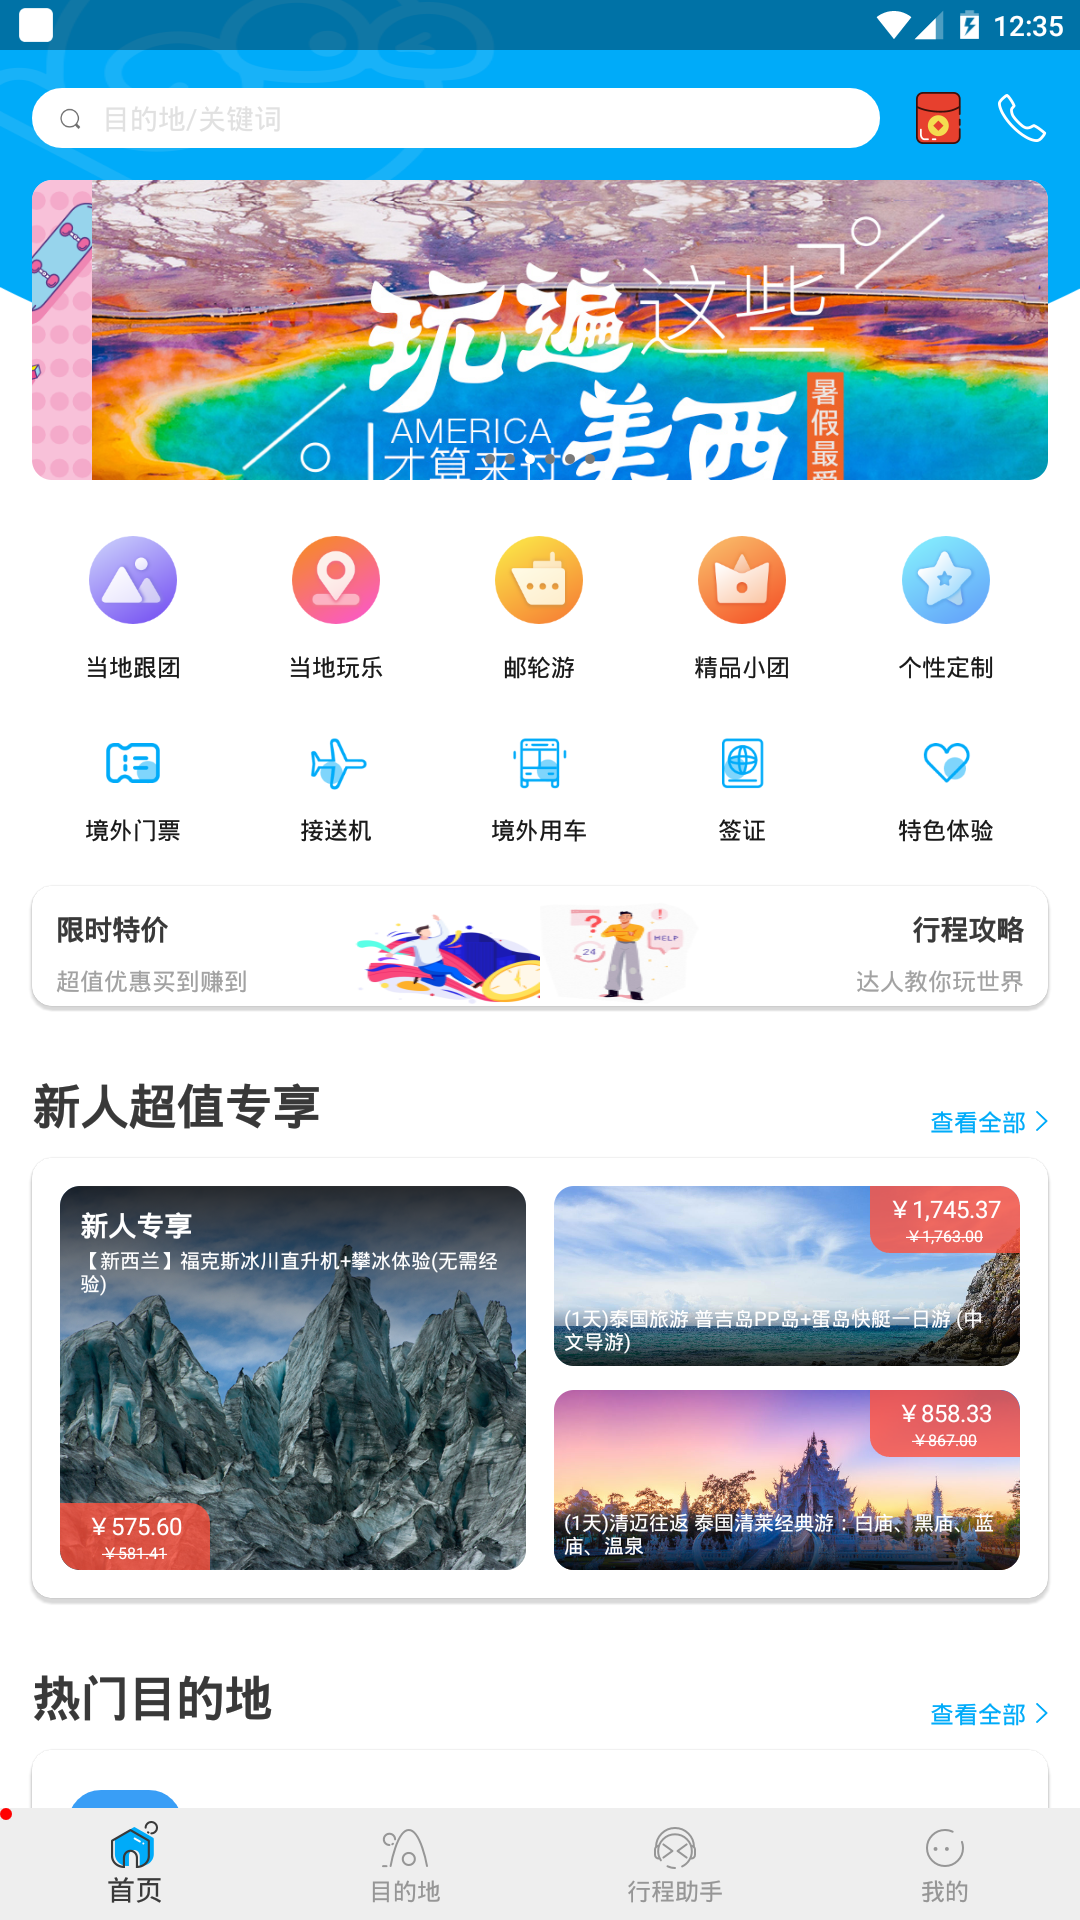 12:35
目的地/关键词
玩遍这些
美西
AMERICA
才算来过
暑假最爱
当地跟团
当地玩乐
邮轮游
精品小团
个性定制
境外门票
接送机
境外用车
签证
特色体验
限时特价
超值优惠买到赚到
?
24
!
HELP
行程攻略
达人教你玩世界
新人超值专享
查看全部
新人专享
【新西兰】福克斯冰川直升机+攀冰体验(无需经
验)
¥575.60
¥581.41
¥1,745.37
¥1,763.00
(1天)泰国旅游 普吉岛PP岛+蛋岛快艇一日游 (中
文导游)
¥858.33
¥867.00
(1天)清迈往返 泰国清莱经典游：白庙、黑庙、蓝
庙、温泉
热门目的地
查看全部
首页
目的地
行程助手
我的